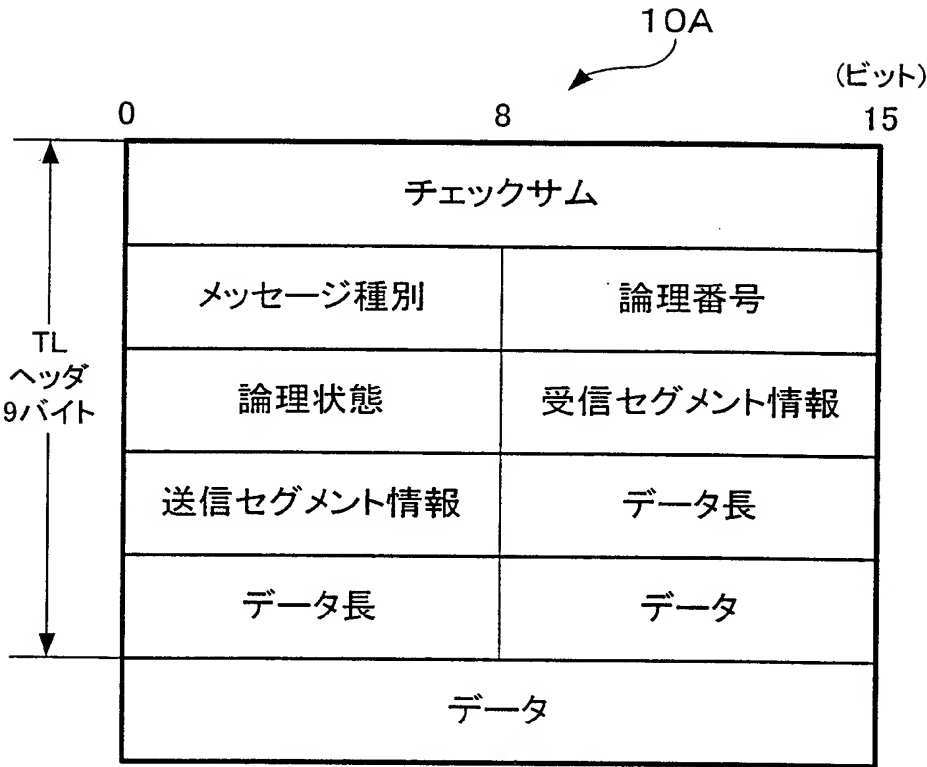 10A
(ビット)
0 8 15
チェックサム
メッセージ種別 論理番号
TL
ヘッダ
9バイト
論理状態 受信セグメント情報
送信セグメント情報 データ長
データ長 データ
データ